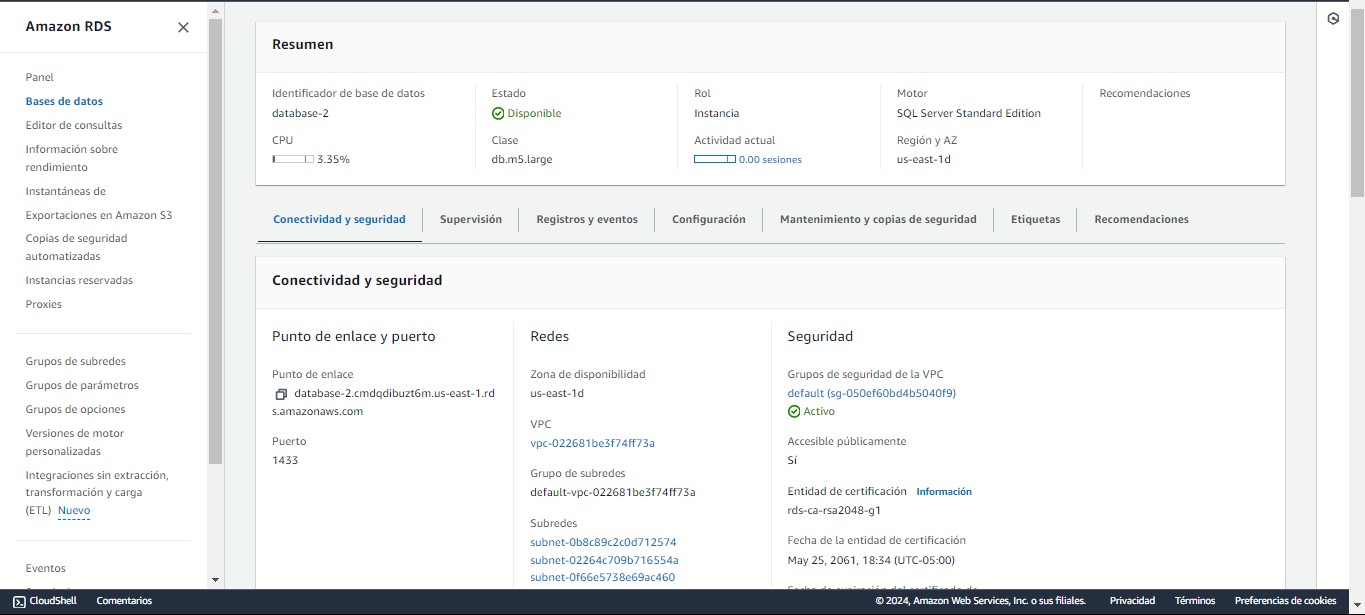 Amazon RDS
Panel
Bases de datos
Editor de consultas
Información sobre
rendimiento
Instantáneas de
Exportaciones en Amazon S3
Copias de seguridad
automatizadas
Instancias reservadas
Proxies
Grupos de subredes
Grupos de parámetros
Grupos de opciones
Versiones de motor
personalizadas
Integraciones sin extracción,
transformación y carga
(ETL) Nuevo
Eventos
Resumen
Identificador de base de datos
database-2
CPU
3.35%
Estado
Disponible
Clase
db.m5.large
Rol
Instancia
Actividad actual
0.00 sesiones
Motor
SQL Server Standard Edition
Región y AZ
us-east-1d
Recomendaciones
Conectividad y seguridad
Supervisión
Registros y eventos
Configuración
Mantenimiento y copias de seguridad
Etiquetas
Recomendaciones
Conectividad y seguridad
Punto de enlace y puerto
Punto de enlace
database-2.cmdqdibuzt6m.us-east-1.rd
s.amazonaws.com
Puerto
1433
Redes
Zona de disponibilidad
us-east-1d
VPC
vpc-022681be3f74ff73a
Grupo de subredes
default-vpc-022681be3f74ff73a
Subredes
subnet-0b8c89c2c0d712574
subnet-02264c709b716554a
subnet-0f66e5738e69ac460
Seguridad
Grupos de seguridad de la VPC
default (sg-050ef60bd4b5040f9)
Activo
Accesible públicamente
Sí
Entidad de certificación Información
rds-ca-rsa2048-g1
Fecha de la entidad de certificación
May 25, 2061, 18:34 (UTC-05:00)
CloudShell
Comentarios
© 2024, Amazon Web Services, Inc. o sus filiales.
Privacidad
Términos
Preferencias de cookies